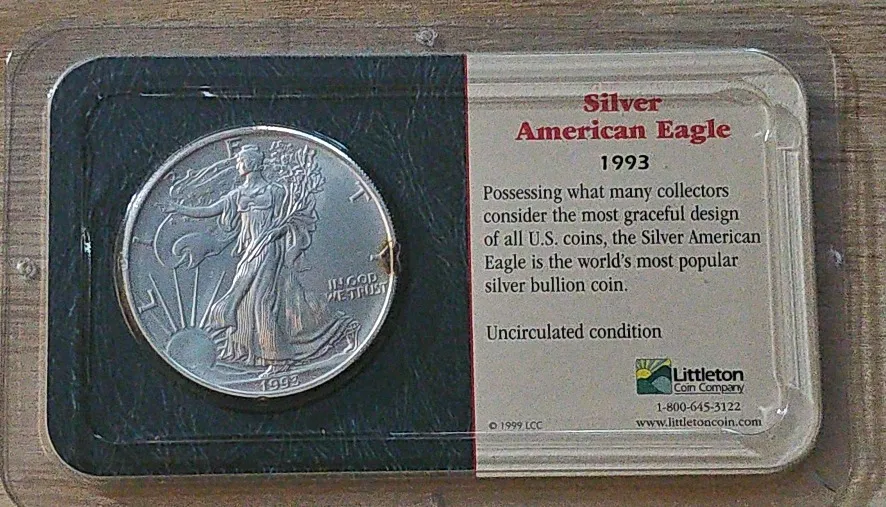 LIBERTY
IN GOD
WE TRUST
1993
Silver
American Eagle
1993
Possessing what many collectors
consider the most graceful design
of all U.S. coins, the Silver American
Eagle is the world's most popular
silver bullion coin.
Uncirculated condition
Littleton
Coin Company
1-800-645-3122
© 1999 LCC
www.littletoncoin.com